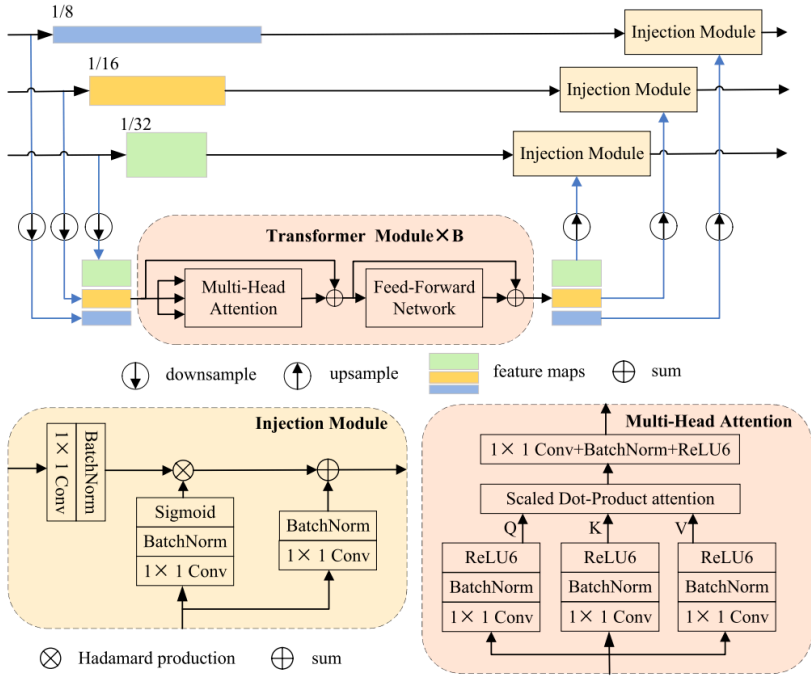 1/8
Injection Module
1/16
Injection Module
1/32
Injection Module
Transformer Module×B
Multi-Head
Attention
Feed-Forward
Network
downsample
upsample
feature maps
sum
Injection Module
1×1 Conv
BatchNorm
Sigmoid
BatchNorm
1×1 Conv
BatchNorm
1×1 Conv
Hadamard production
sum
Multi-Head Attention
1×1 Conv+BatchNorm+ReLU6
Scaled Dot-Product attention
Q
K
V
ReLU6
BatchNorm
1×1 Conv
ReLU6
BatchNorm
1×1 Conv
ReLU6
BatchNorm
1×1 Conv